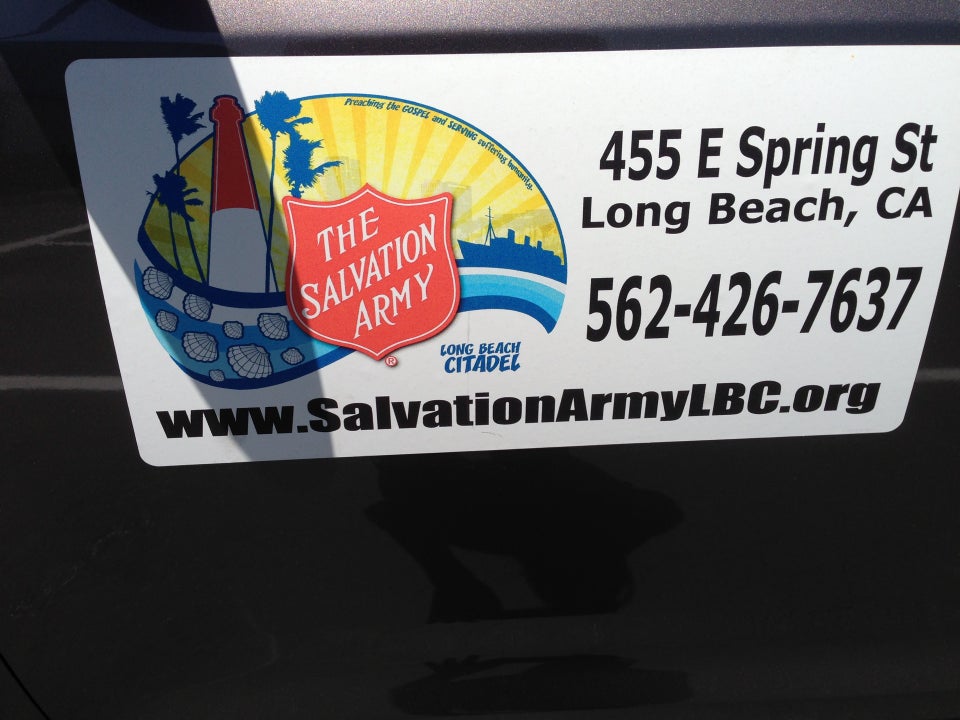 Preaching the GOSPEL and SERVING suffering humanity.
THE
SALVATION
ARMY
®
LONG BEACH
CITADEL
455 E Spring St
Long Beach, CA
562-426-7637
www.SalvationArmyLBC.org